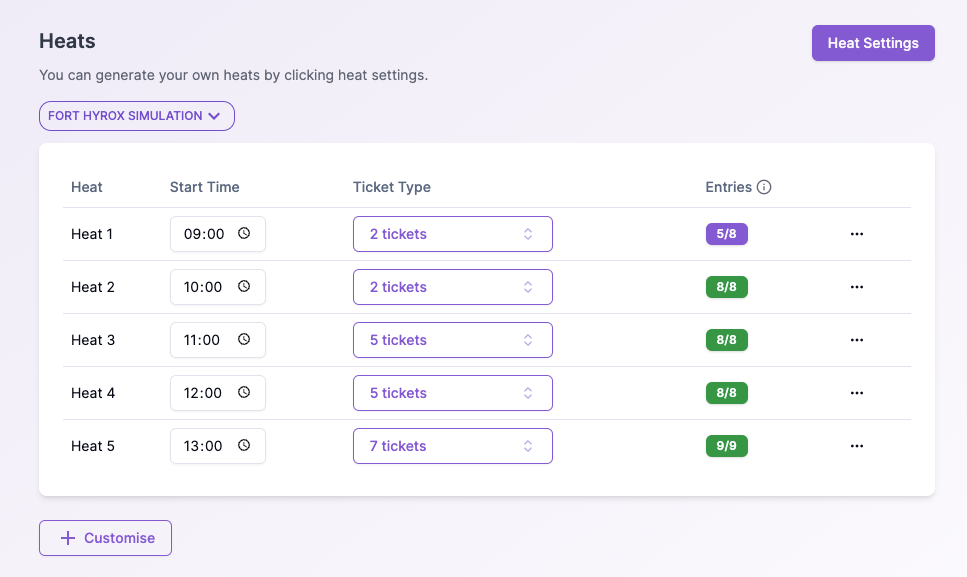 Heats
Heat Settings
You can generate your own heats by clicking heat settings.
FORT HYROX SIMULATION
Heat Start Time Ticket Type Entries
Heat 1 09:00 2 tickets 5/8
Heat 2 10:00 2 tickets 8/8
Heat 3 11:00 5 tickets 8/8
Heat 4 12:00 5 tickets 8/8
Heat 5 13:00 7 tickets 9/9
Customise